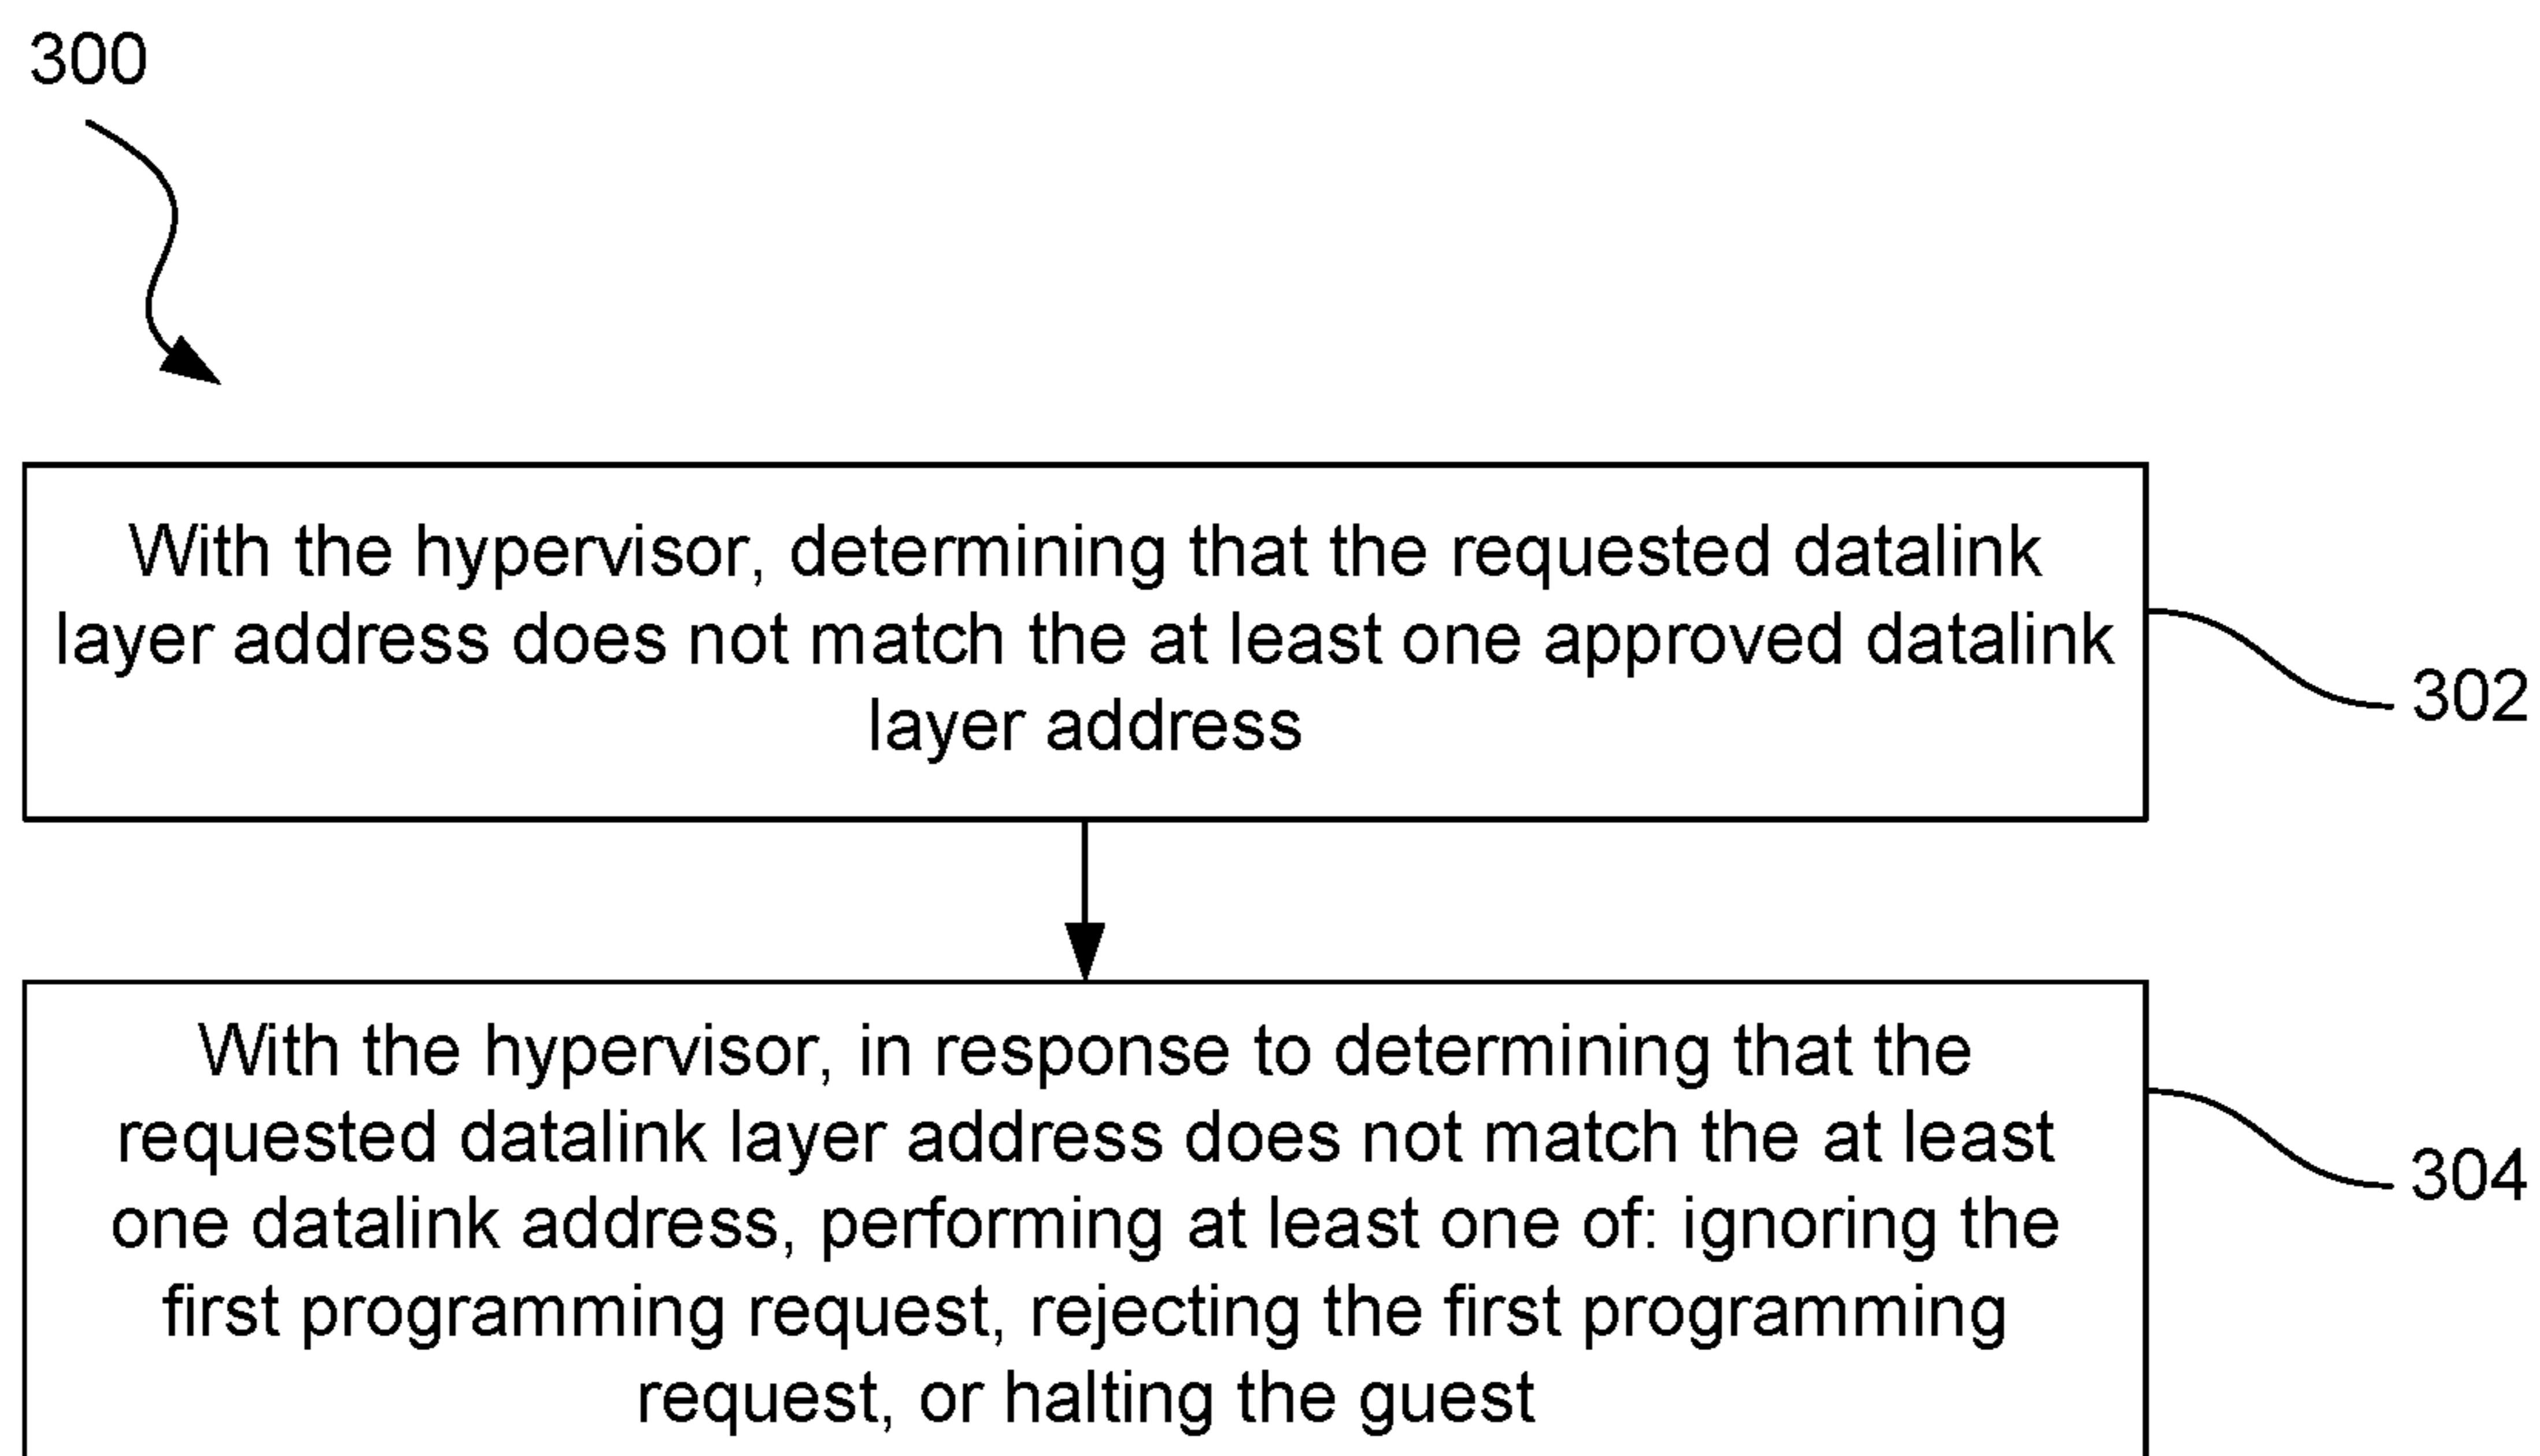 300
With the hypervisor, determining that the requested datalink
layer address does not match the at least one approved datalink
layer address
302
With the hypervisor, in response to determining that the
requested datalink layer address does not match the at least
one datalink address, performing at least one of: ignoring the
first programming request, rejecting the first programming
request, or halting the guest
304